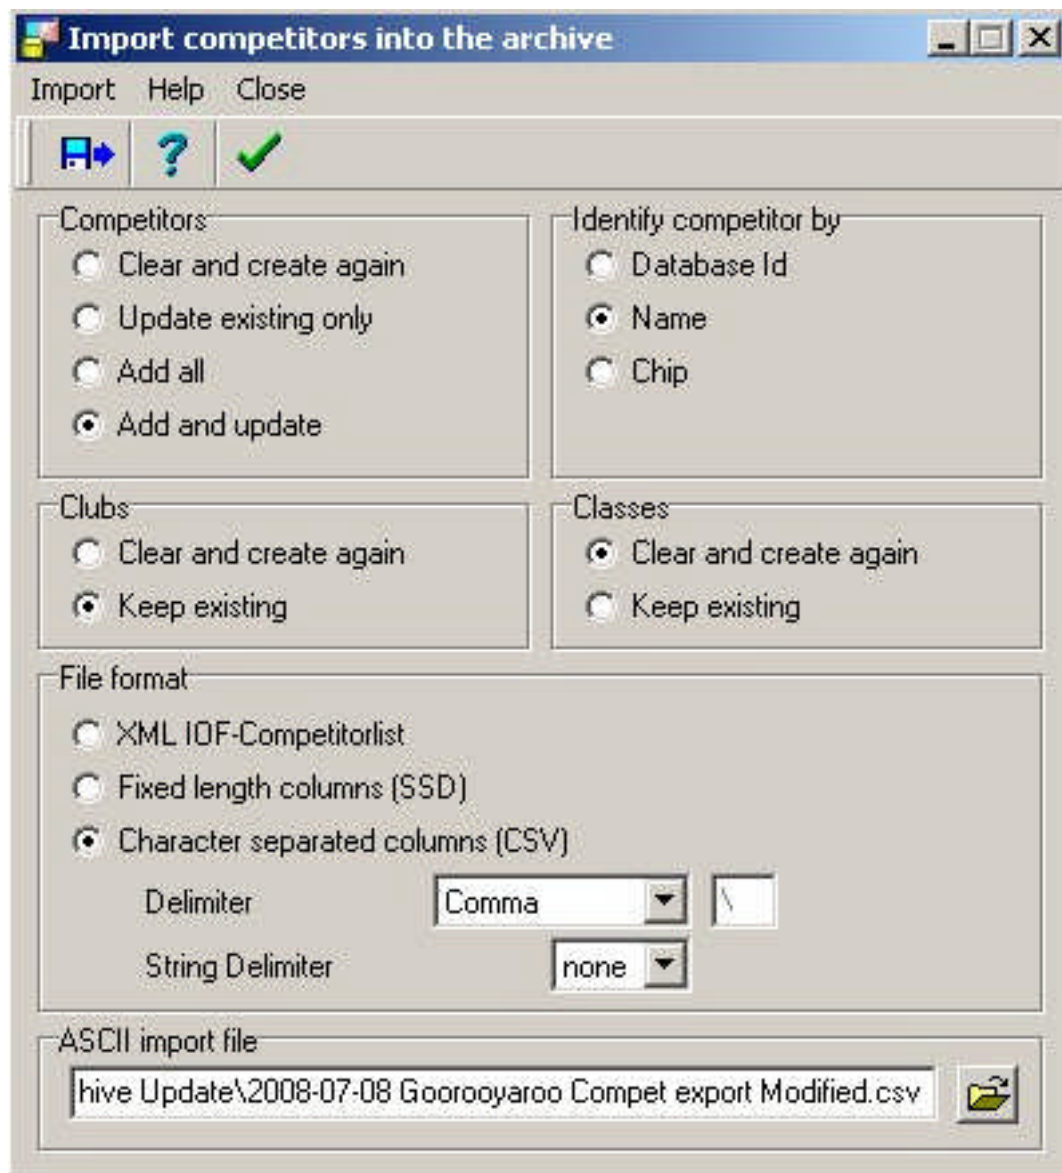 Import competitors into the archive
Import Help Close
Competitors
Clear and create again
Update existing only
Add all
Add and update
Identify competitor by
Database Id
Name
Chip
Clubs
Clear and create again
Keep existing
Classes
Clear and create again
Keep existing
File format
XML IOF-Competitorlist
Fixed length columns (SSD)
Character separated columns (CSV)
Delimiter Comma \
String Delimiter none
ASCII import file
hive Update\2008-07-08 Goorooyaroo Compet export Modified.csv